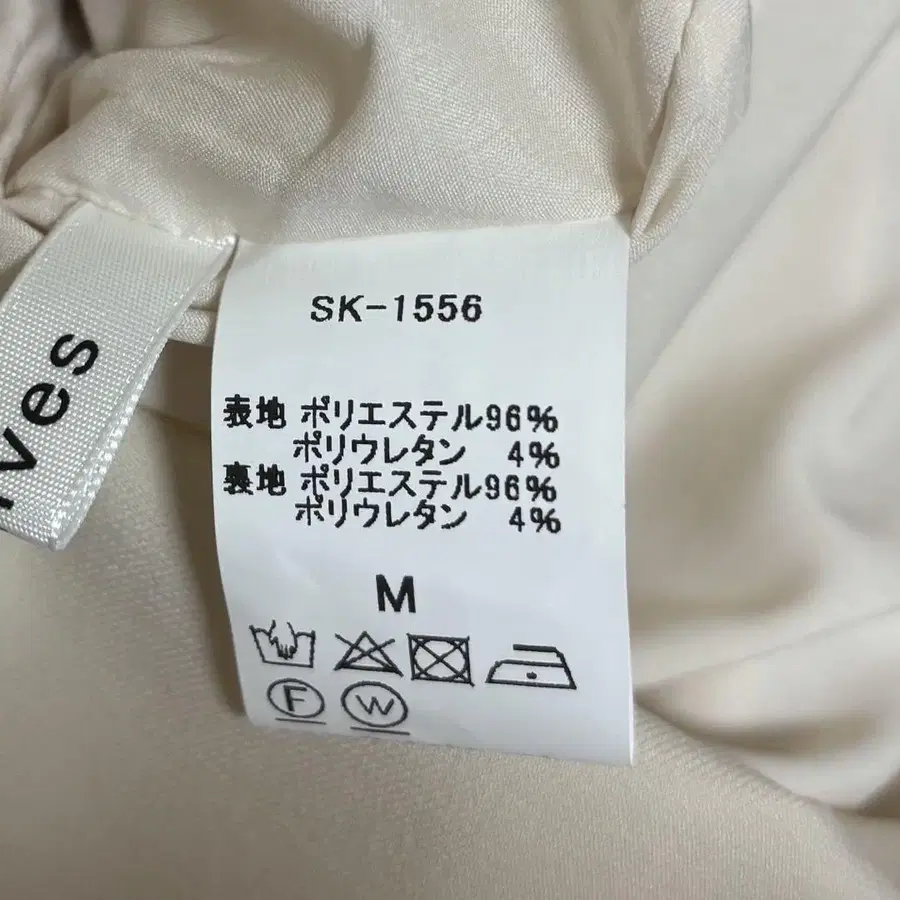 SK-1556
表地 ポリエステル96%
ポリウレタン 4%
裏地 ポリエステル96%
ポリウレタン 4%
M
F
W